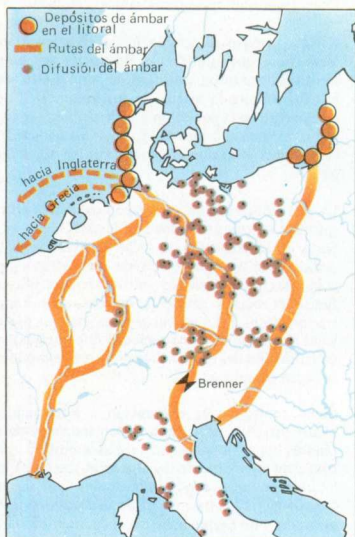 Depósitos de ámbar
en el litoral
Rutas del ámbar
Difusión del ámbar
hacia Inglaterra
hacia Grecia
Brenner